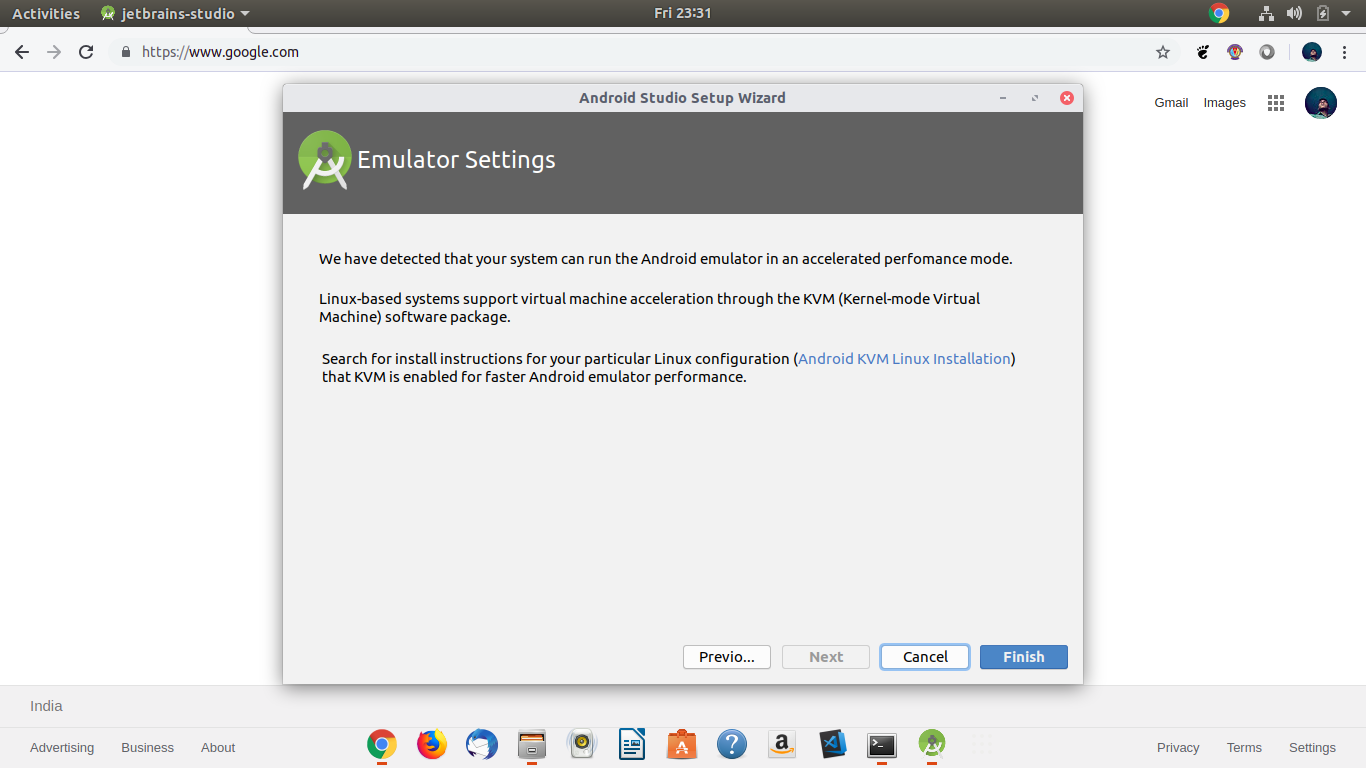 Activities jetbrains-studio Fri 23:31
https://www.google.com
Android Studio Setup Wizard
Gmail Images
Emulator Settings
We have detected that your system can run the Android emulator in an accelerated perfomance mode.
Linux-based systems support virtual machine acceleration through the KVM (Kernel-mode Virtual
Machine) software package.
Search for install instructions for your particular Linux configuration (Android KVM Linux Installation)
that KVM is enabled for faster Android emulator performance.
Previo... Next Cancel Finish
India
Advertising Business About Privacy Terms Settings